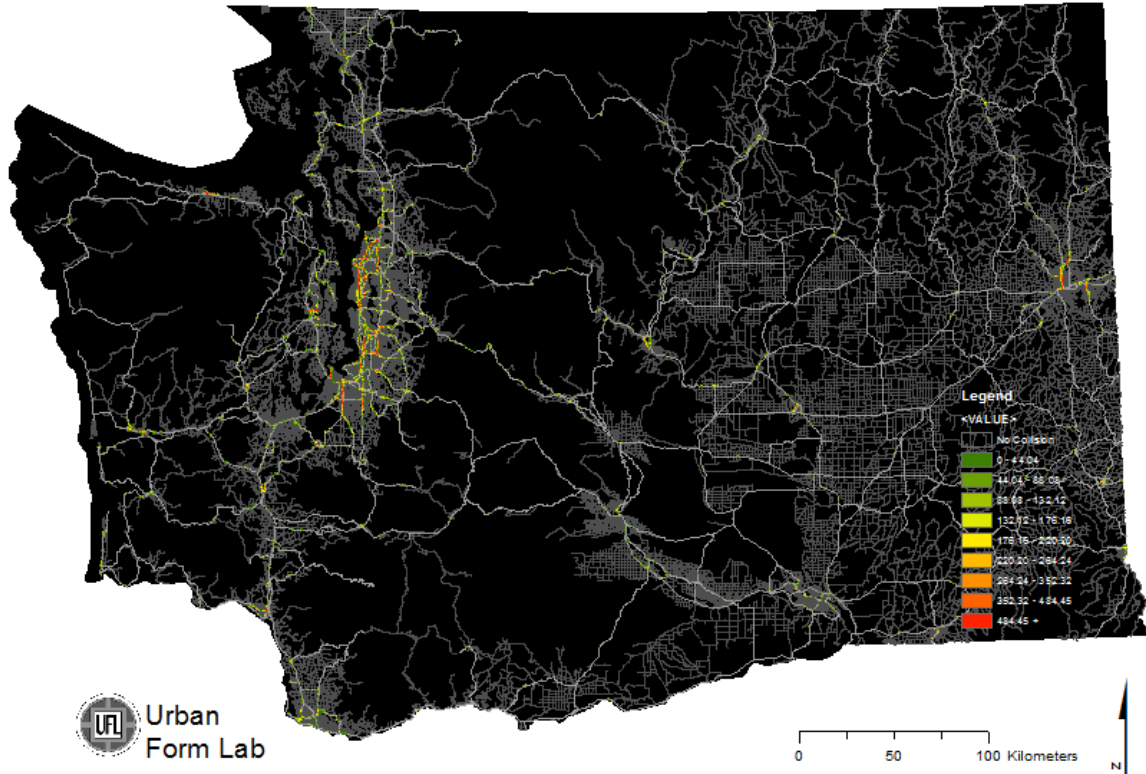 Legend
<VALUE>
No Collision
0 - 44.04
44.04 - 88.08
88.08 - 132.12
132.12 - 176.16
176.16 - 220.20
220.20 - 264.24
264.24 - 352.32
352.32 - 484.45
484.45 +
UFL
Urban
Form Lab
0 50 100 Kilometers
N